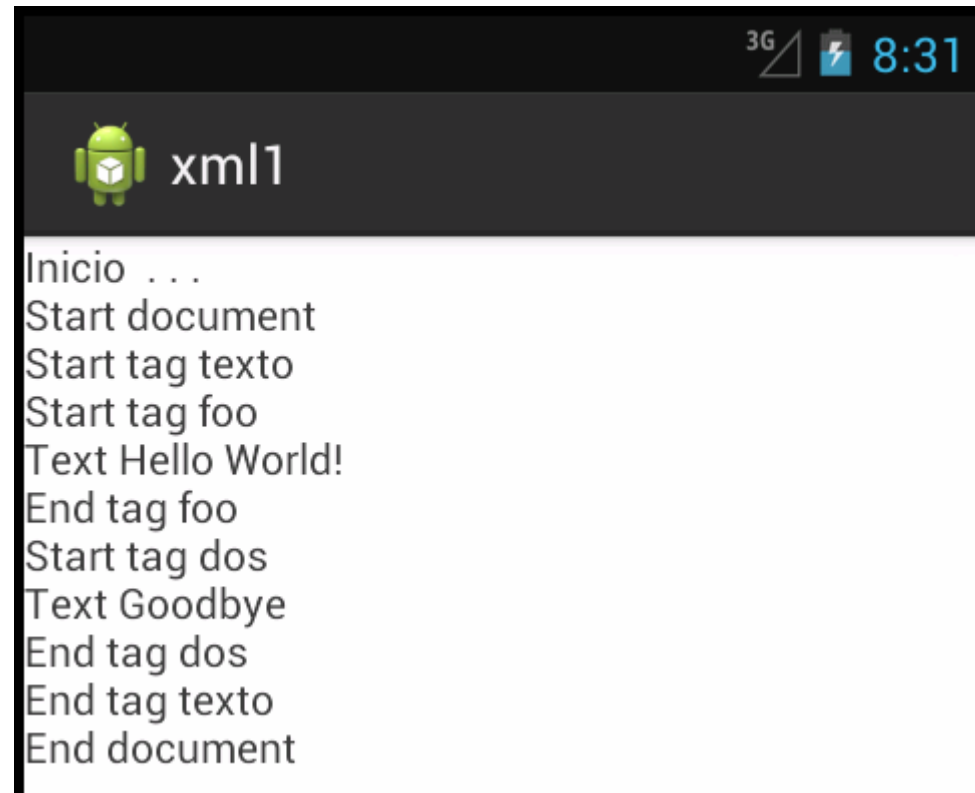 3G 8:31
xml1
Inicio . . .
Start document
Start tag texto
Start tag foo
Text Hello World!
End tag foo
Start tag dos
Text Goodbye
End tag dos
End tag texto
End document